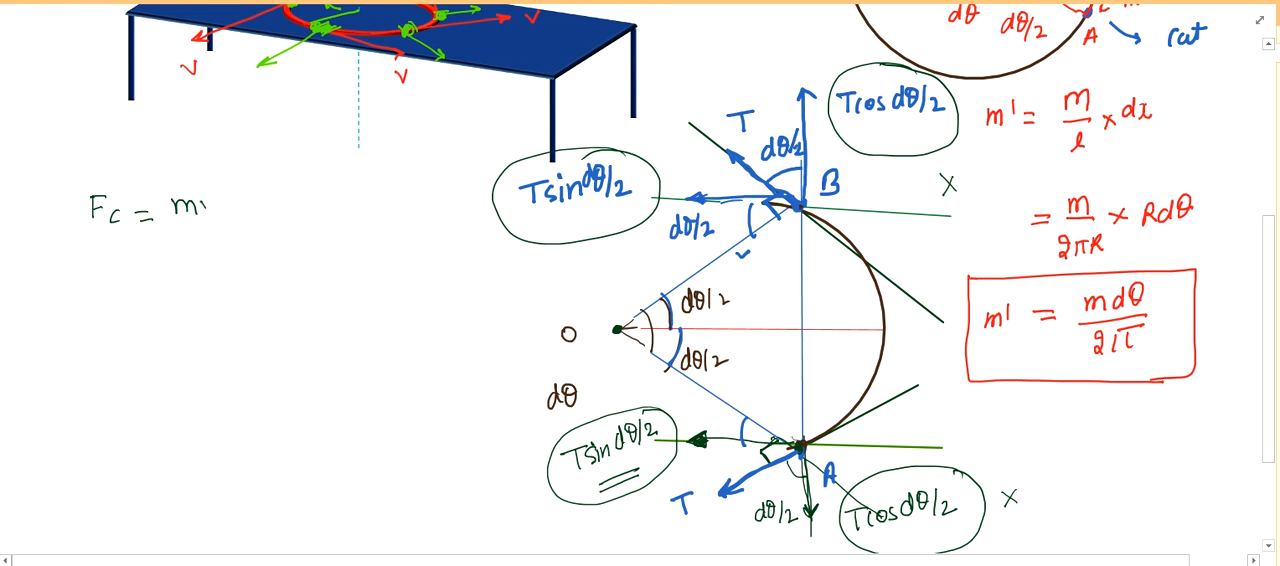 V
V
V
dθ
dθ/2
A
cut
Tcos dθ/2
m' = m/l × dx
T
dθ/2
B
×
Tsin dθ/2
dθ/2
F_C = m'
= m/2πR × Rdθ
dθ/2
m' = mdθ/2π
O
dθ/2
dθ
Tsin dθ/2
A
T
dθ/2
Tcos dθ/2
×